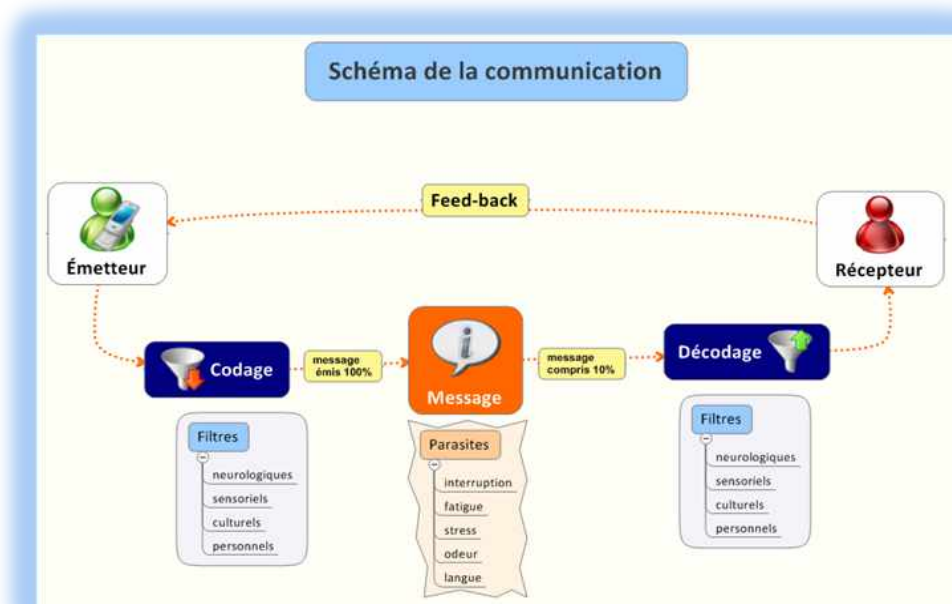 Schéma de la communication
Feed-back
Émetteur
Récepteur
Codage
message
émis 100%
Message
message
compris 10%
Décodage
Filtres
neurologiques
sensoriels
culturels
personnels
Parasites
interruption
fatigue
stress
odeur
langue
Filtres
neurologiques
sensoriels
culturels
personnels